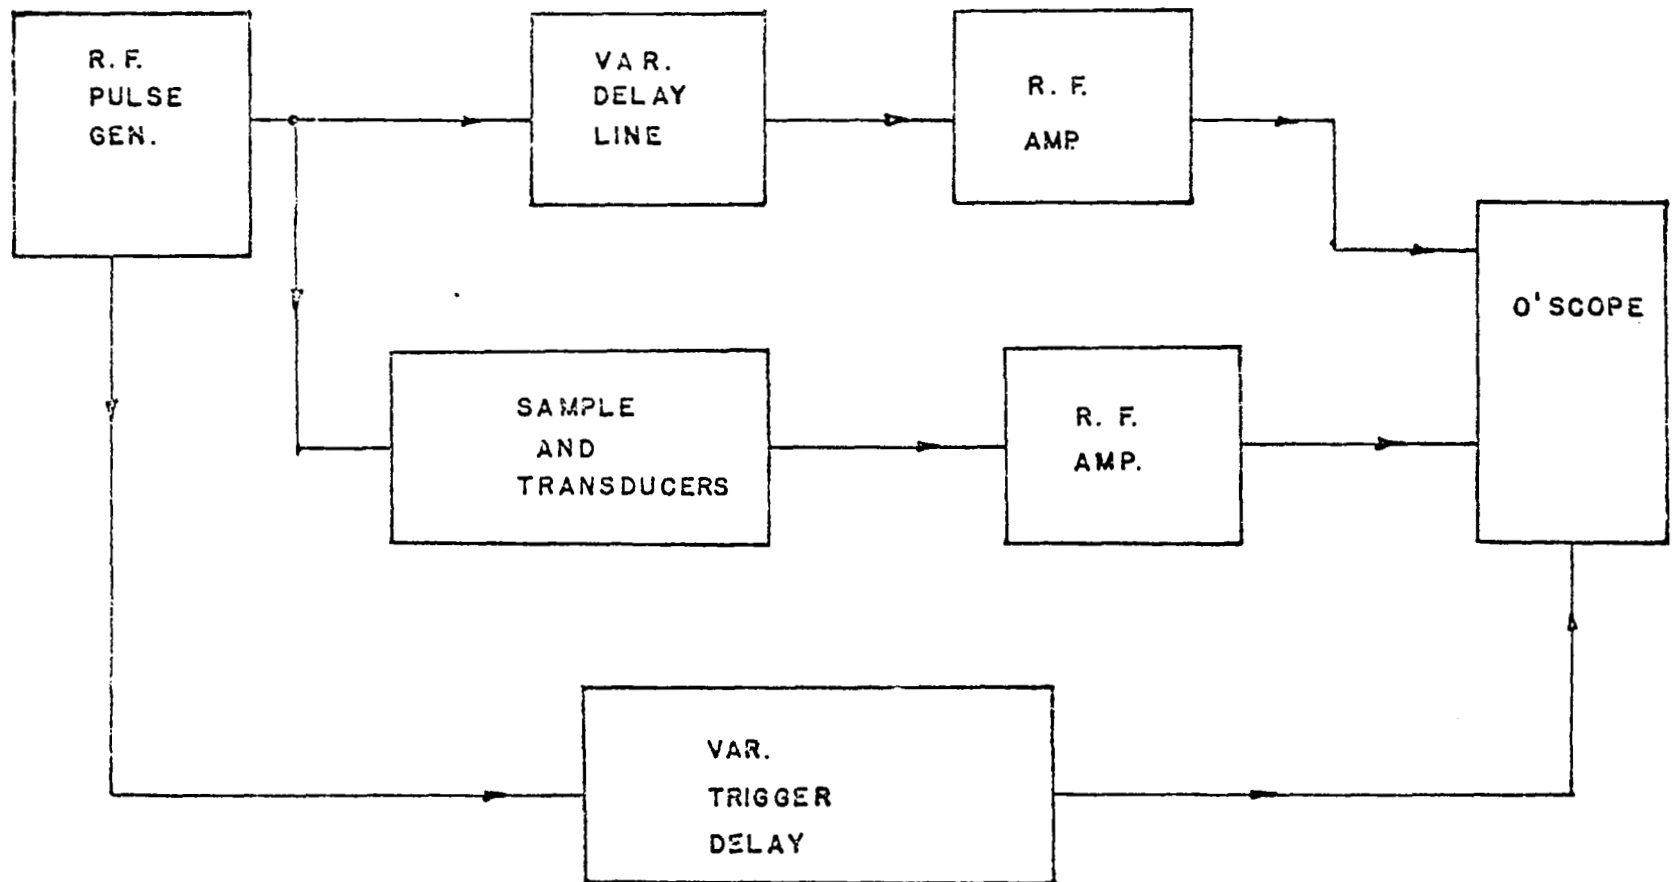 R. F.
PULSE
GEN.
VAR.
DELAY
LINE
R. F.
AMP.
O'SCOPE
SAMPLE
AND
TRANSDUCERS
R. F.
AMP.
VAR.
TRIGGER
DELAY